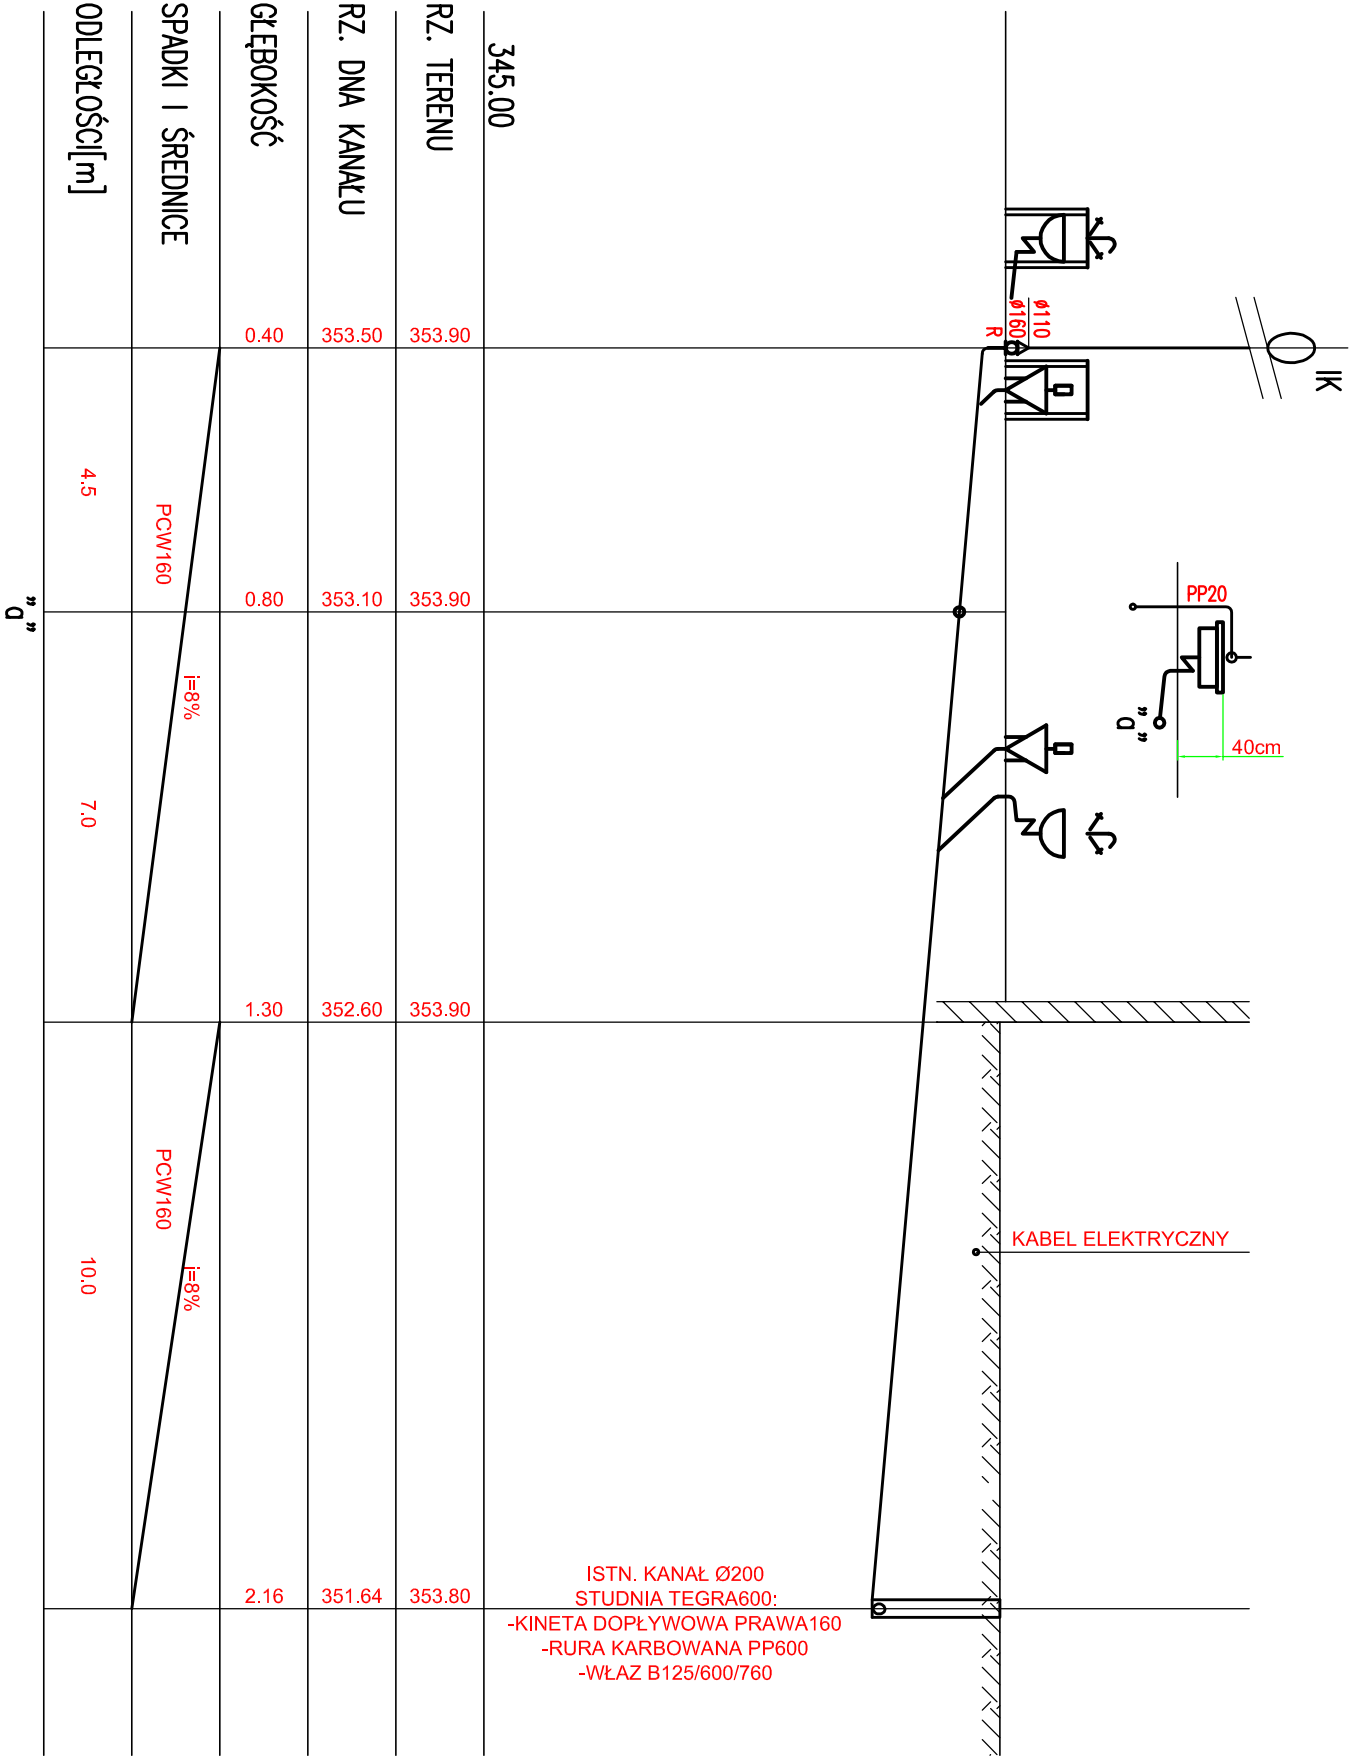 IK
ø110
ø160
R
PP20
"a"
40cm
KABEL ELEKTRYCZNY
ISTN. KANAŁ Ø200
STUDNIA TEGRA600:
-KINETA DOPŁYWOWA PRAWA160
-RURA KARBOWANA PP600
-WŁAZ B125/600/760
345.00
RZ. TERENU
353.90
353.90
353.90
353.80
RZ. DNA KANAŁU
353.50
353.10
352.60
351.64
GŁĘBOKOŚĆ
0.40
0.80
1.30
2.16
SPADKI I ŚREDNICE
PCW160
i=8%
PCW160
i=8%
ODLEGŁOŚCI[m]
4.5
7.0
10.0
"a"